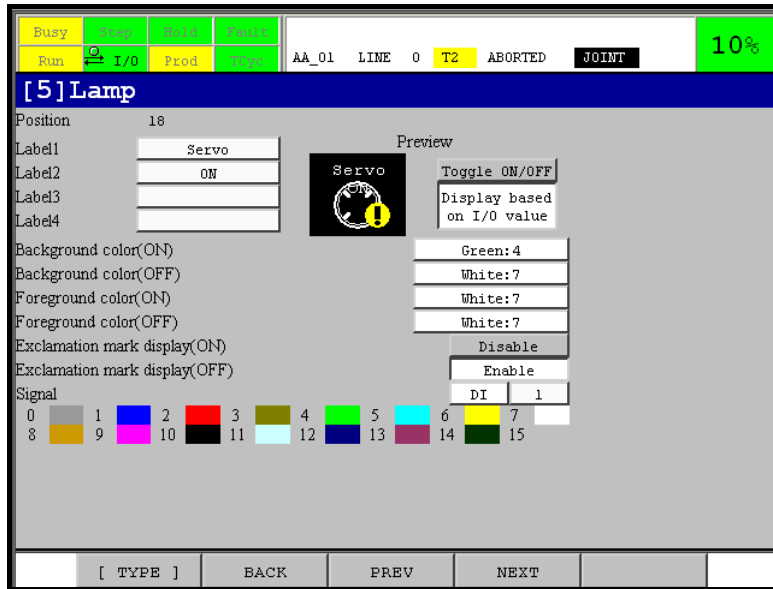 Busy Step Hold Fault
Run I/O Prod TCyc AA_01 LINE 0 T2 ABORTED JOINT 10%
[5]Lamp
Position 18
Preview
Label1 Servo
Label2 ON
Label3
Label4
Servo
ON
Toggle ON/OFF
Display based
on I/O value
Background color(ON) Green:4
Background color(OFF) White:7
Foreground color(ON) White:7
Foreground color(OFF) White:7
Exclamation mark display(ON) Disable
Exclamation mark display(OFF) Enable
Signal DI 1
0 1 2 3 4 5 6 7
8 9 10 11 12 13 14 15
[ TYPE ] BACK PREV NEXT